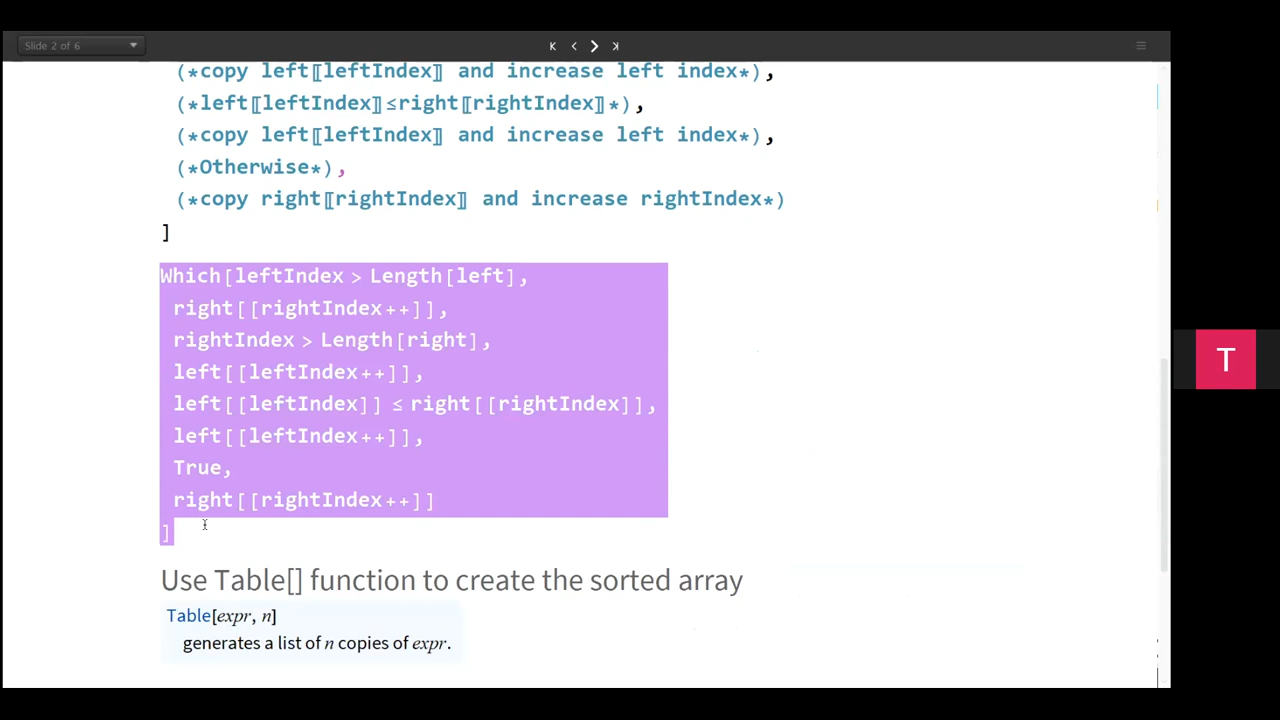 Slide 2 of 6
(*copy left⟦leftIndex⟧ and increase left index*),
(*left⟦leftIndex⟧≤right⟦rightIndex⟧*),
(*copy left⟦leftIndex⟧ and increase left index*),
(*Otherwise*),
(*copy right⟦rightIndex⟧ and increase rightIndex*)
]
Which[leftIndex > Length[left],
right[[rightIndex++]],
rightIndex > Length[right],
left[[leftIndex++]],
left[[leftIndex]] ≤ right[[rightIndex]],
left[[leftIndex++]],
True,
right[[rightIndex++]]
]
Use Table[] function to create the sorted array
Table[expr, n]
generates a list of n copies of expr.
T